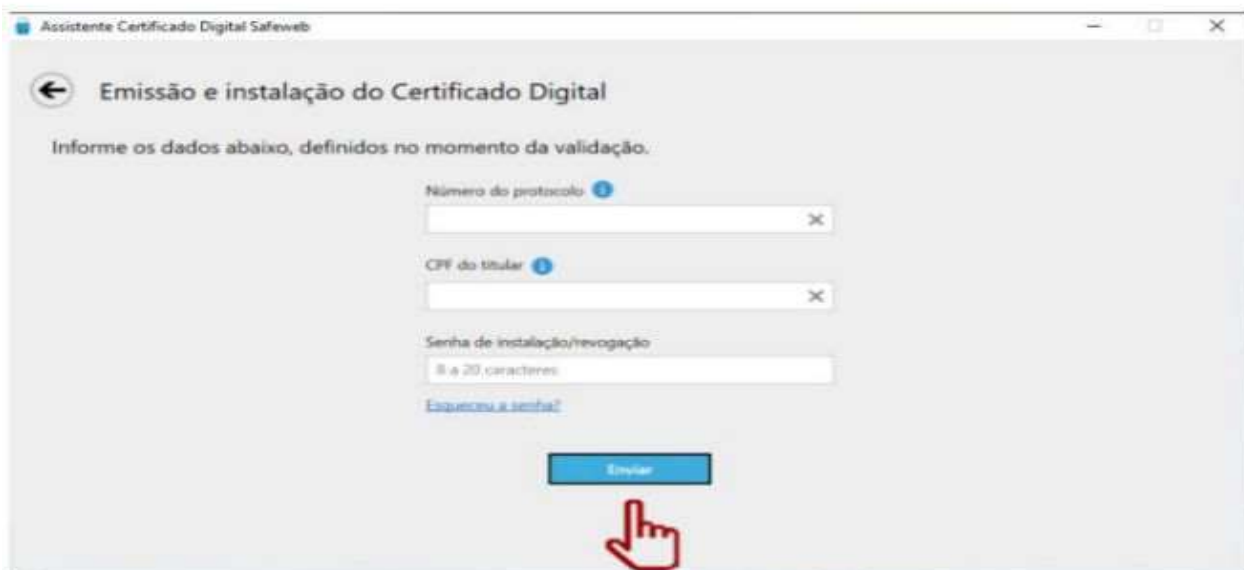 Assistente Certificado Digital Safeweb
Emissão e instalação do Certificado Digital
Informe os dados abaixo, definidos no momento da validação.
Número do protocolo
CPF do titular
Senha de instalação/revogação
8 a 20 caracteres
Esqueceu a senha?
Enviar